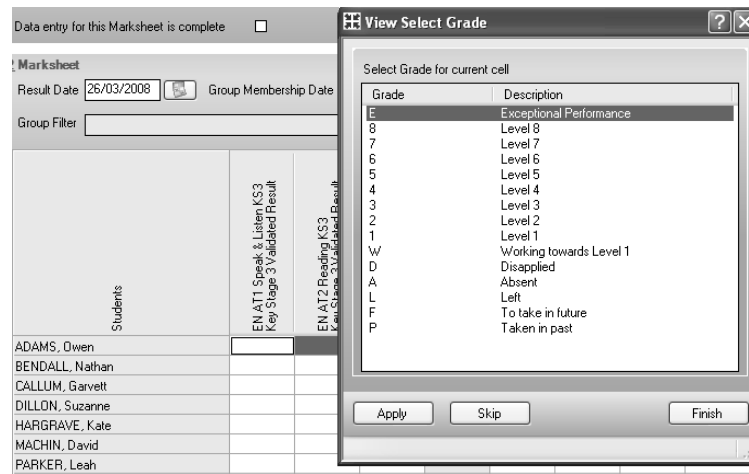 Data entry for this Marksheet is complete
Marksheet
Result Date 26/03/2008 Group Membership Date
Group Filter
Students
EN AT1 Speak & Listen KS3
Key Stage 3 Validated Result
EN AT2 Reading KS3
Key Stage 3 Validated Result
ADAMS, Owen
BENDALL, Nathan
CALLUM, Garvett
DILLON, Suzanne
HARGRAVE, Kate
MACHIN, David
PARKER, Leah
View Select Grade
Select Grade for current cell
Grade Description
E Exceptional Performance
8 Level 8
7 Level 7
6 Level 6
5 Level 5
4 Level 4
3 Level 3
2 Level 2
1 Level 1
W Working towards Level 1
D Disapplied
A Absent
L Left
F To take in future
P Taken in past
Apply Skip Finish